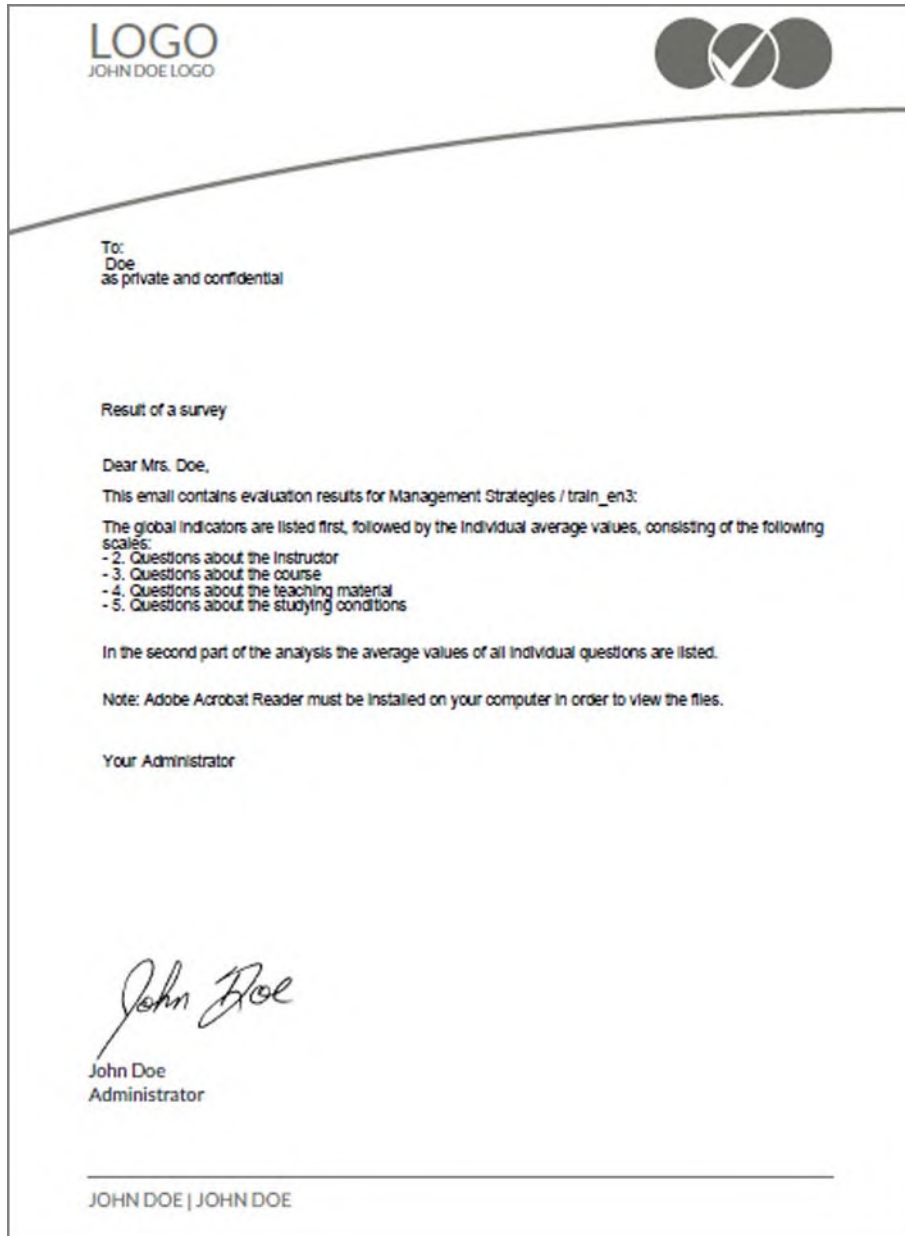 LOGO
JOHN DOE LOGO
To:
Doe
as private and confidential
Result of a survey
Dear Mrs. Doe,
This email contains evaluation results for Management Strategies / train_en3:
The global indicators are listed first, followed by the individual average values, consisting of the following
scales:
- 2. Questions about the instructor
- 3. Questions about the course
- 4. Questions about the teaching material
- 5. Questions about the studying conditions
In the second part of the analysis the average values of all individual questions are listed.
Note: Adobe Acrobat Reader must be installed on your computer in order to view the files.
Your Administrator
John Doe
John Doe
Administrator
JOHN DOE | JOHN DOE